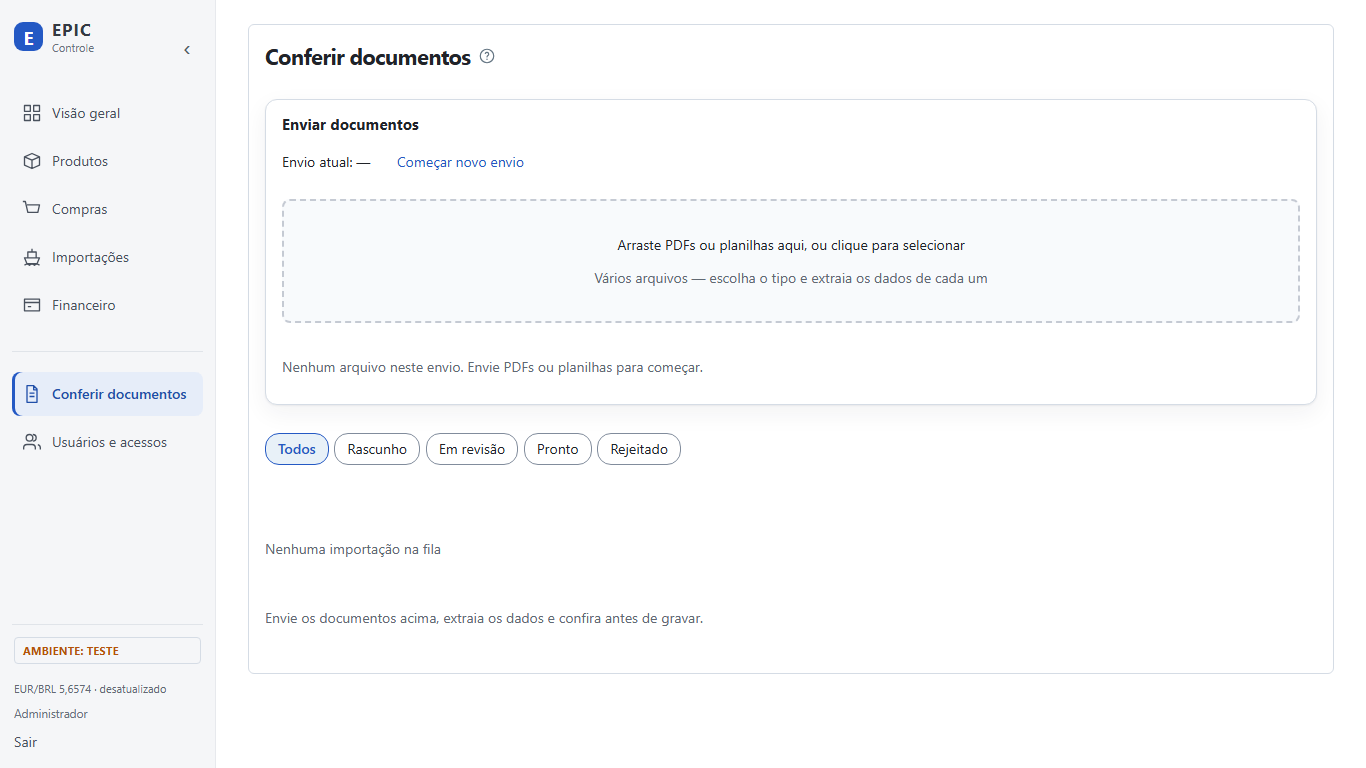 E
EPIC
Controle
Visão geral
Produtos
Compras
Importações
Financeiro
Conferir documentos
Usuários e acessos
AMBIENTE: TESTE
EUR/BRL 5,6574 · desatualizado
Administrador
Sair
Conferir documentos ?
Enviar documentos
Envio atual: — Começar novo envio
Arraste PDFs ou planilhas aqui, ou clique para selecionar
Vários arquivos — escolha o tipo e extraia os dados de cada um
Nenhum arquivo neste envio. Envie PDFs ou planilhas para começar.
Todos Rascunho Em revisão Pronto Rejeitado
Nenhuma importação na fila
Envie os documentos acima, extraia os dados e confira antes de gravar.